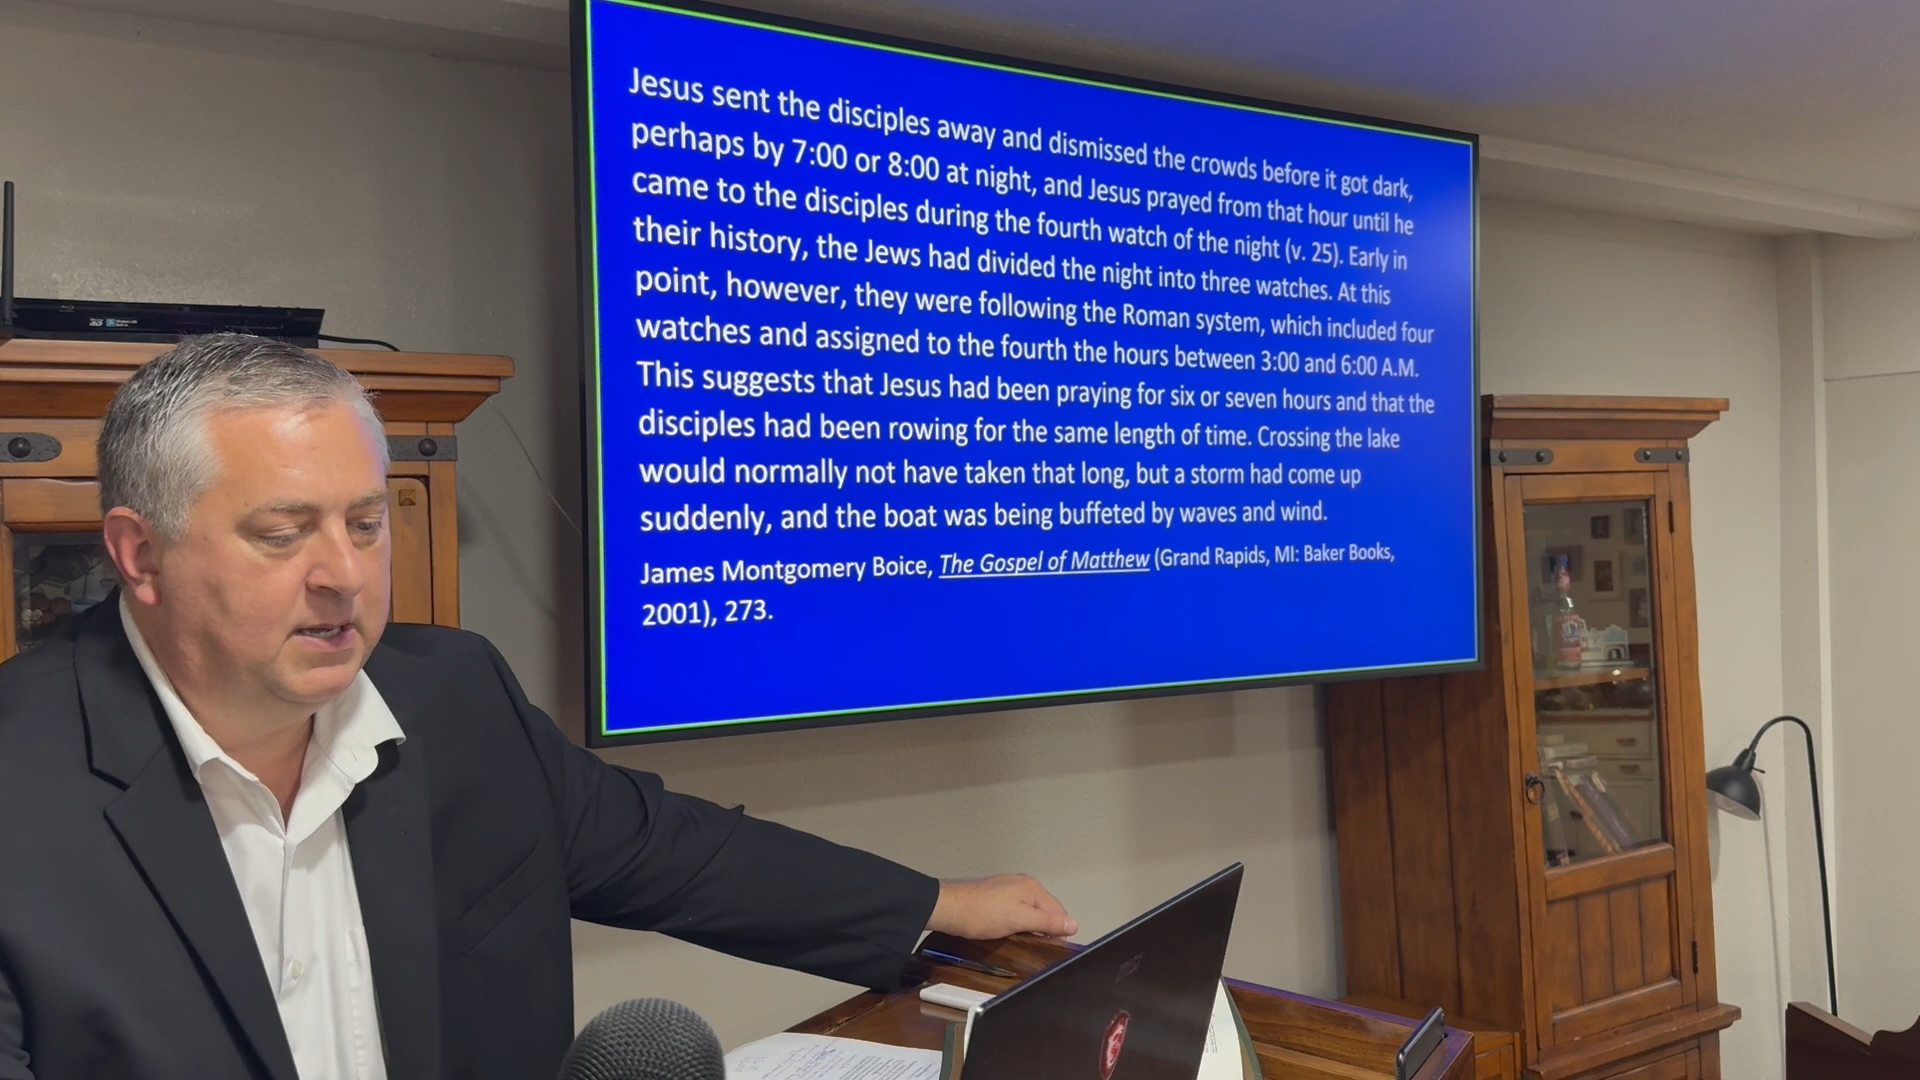 Jesus sent the disciples away and dismissed the crowds before it got dark,
perhaps by 7:00 or 8:00 at night, and Jesus prayed from that hour until he
came to the disciples during the fourth watch of the night (v. 25). Early in
their history, the Jews had divided the night into three watches. At this
point, however, they were following the Roman system, which included four
watches and assigned to the fourth the hours between 3:00 and 6:00 A.M.
This suggests that Jesus had been praying for six or seven hours and that the
disciples had been rowing for the same length of time. Crossing the lake
would normally not have taken that long, but a storm had come up
suddenly, and the boat was being buffeted by waves and wind.
James Montgomery Boice, The Gospel of Matthew (Grand Rapids, MI: Baker Books,
2001), 273.